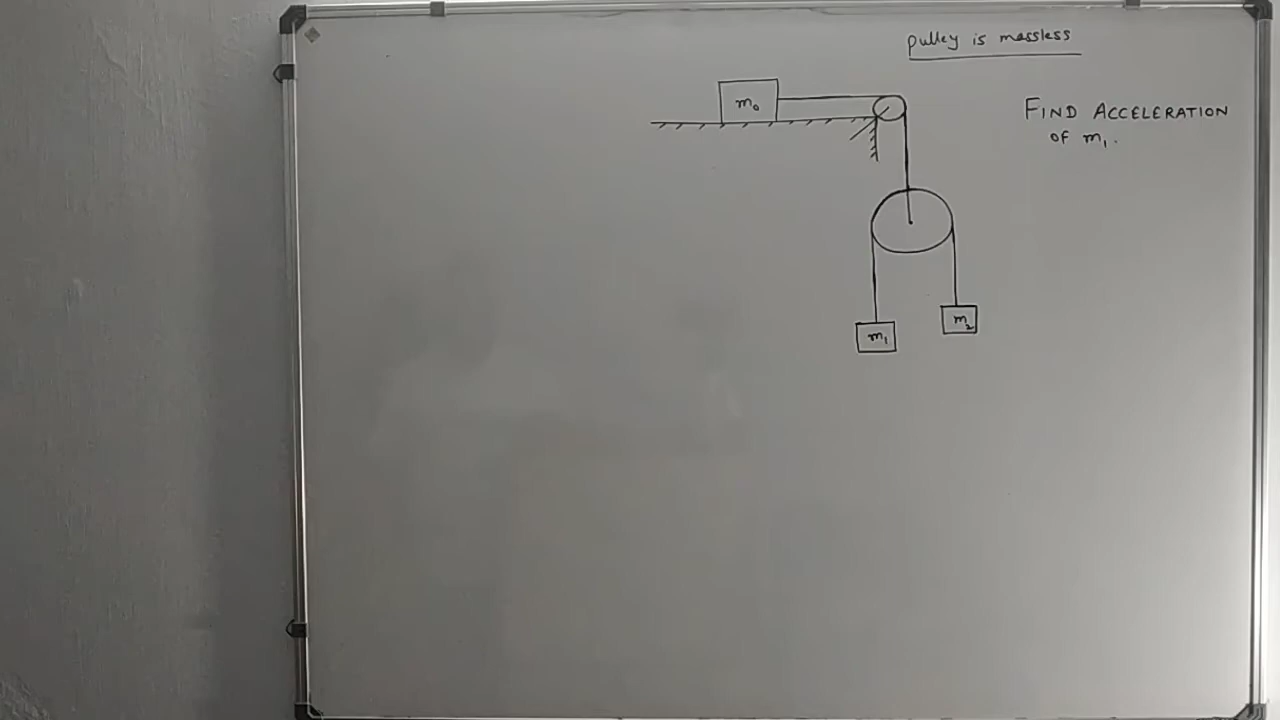 pulley is massless
m₀
FIND ACCELERATION
OF m₁.
m₂
m₁